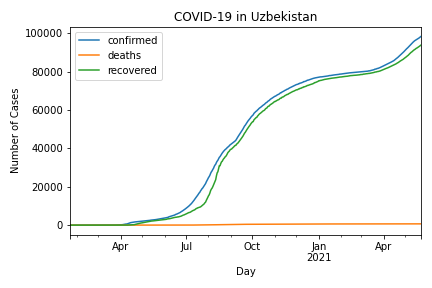 COVID-19 in Uzbekistan
confirmed
deaths
recovered
Number of Cases
100000
80000
60000
40000
20000
0
Apr
Jul
Oct
Jan
2021
Apr
Day